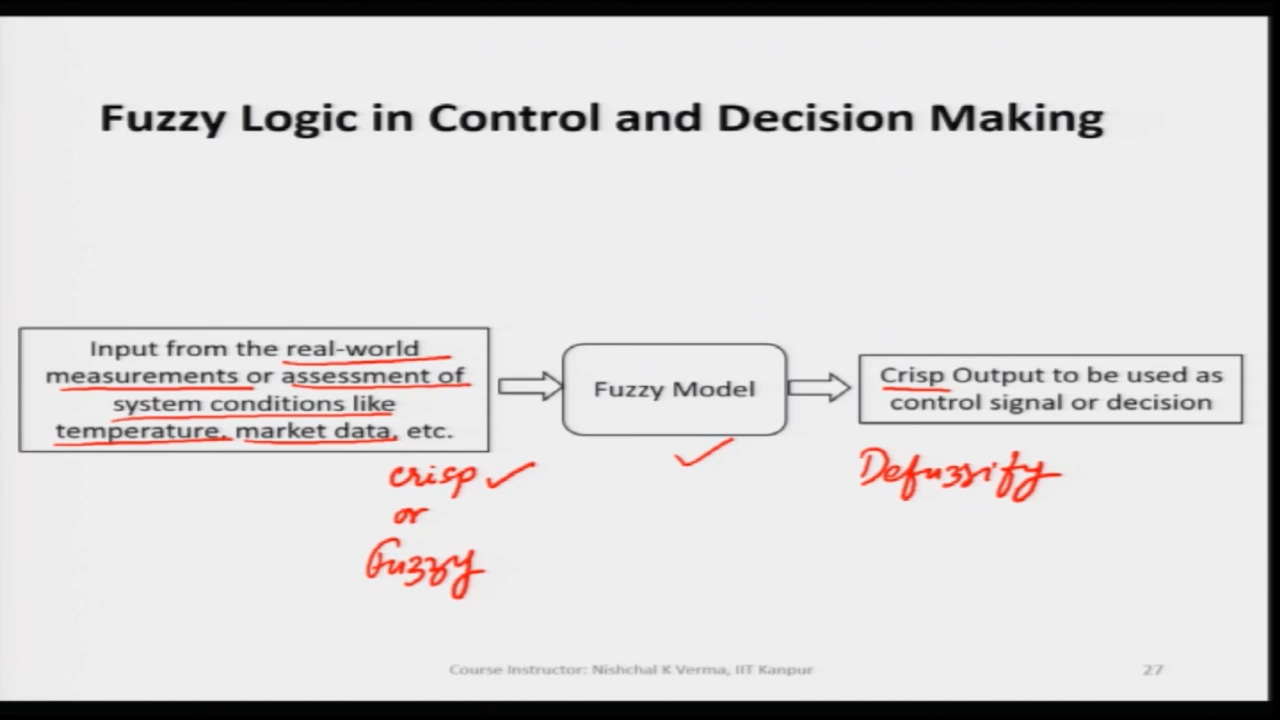 Fuzzy Logic in Control and Decision Making
Input from the real-world
measurements or assessment of
system conditions like
temperature, market data, etc.
Fuzzy Model
Crisp Output to be used as
control signal or decision
crisp
or
Fuzzy
Defuzzify
Course Instructor: Nishchal K Verma, IIT Kanpur
27